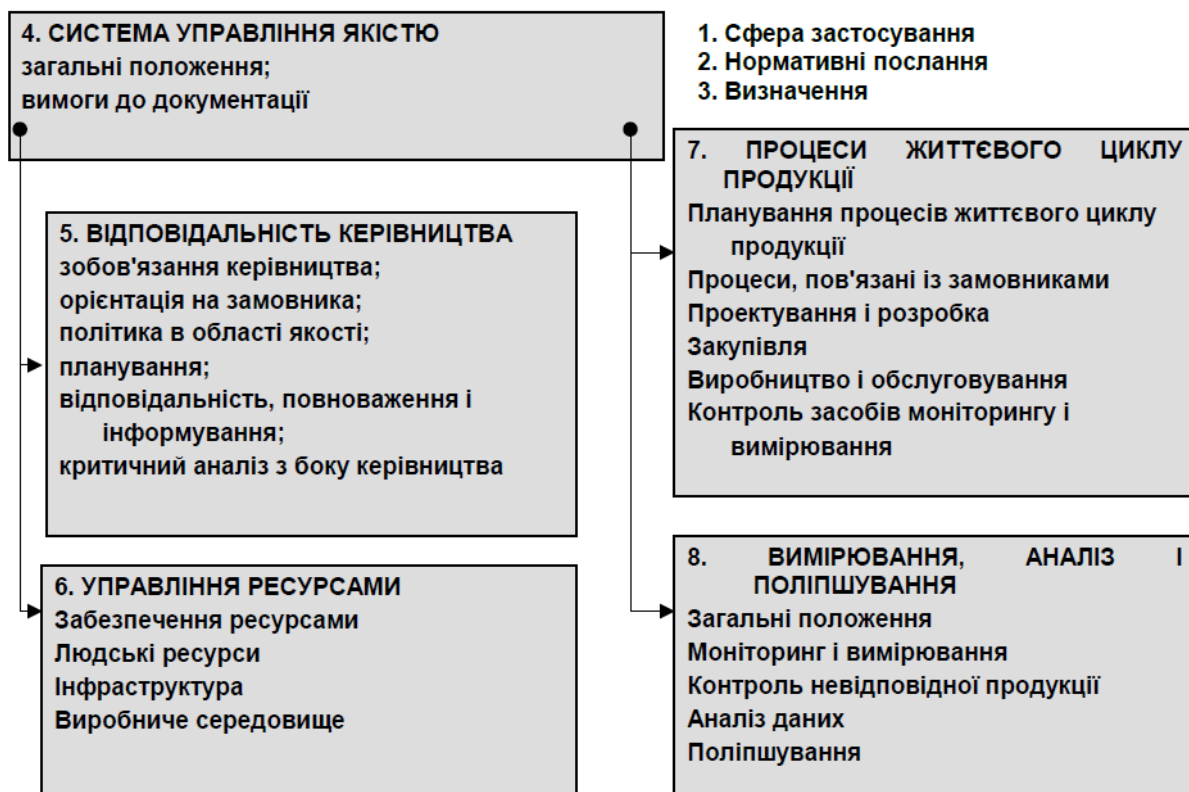 4. СИСТЕМА УПРАВЛІННЯ ЯКІСТЮ
загальні положення;
вимоги до документації
1. Сфера застосування
2. Нормативні послання
3. Визначення
5. ВІДПОВІДАЛЬНІСТЬ КЕРІВНИЦТВА
зобов'язання керівництва;
орієнтація на замовника;
політика в області якості;
планування;
відповідальність, повноваження і
інформування;
критичний аналіз з боку керівництва
6. УПРАВЛІННЯ РЕСУРСАМИ
Забезпечення ресурсами
Людські ресурси
Інфраструктура
Виробниче середовище
7. ПРОЦЕСИ ЖИТТЄВОГО ЦИКЛУ
ПРОДУКЦІЇ
Планування процесів життєвого циклу
продукції
Процеси, пов'язані із замовниками
Проектування і розробка
Закупівля
Виробництво і обслуговування
Контроль засобів моніторингу і
вимірювання
8. ВИМІРЮВАННЯ, АНАЛІЗ І
ПОЛІПШУВАННЯ
Загальні положення
Моніторинг і вимірювання
Контроль невідповідної продукції
Аналіз даних
Поліпшування